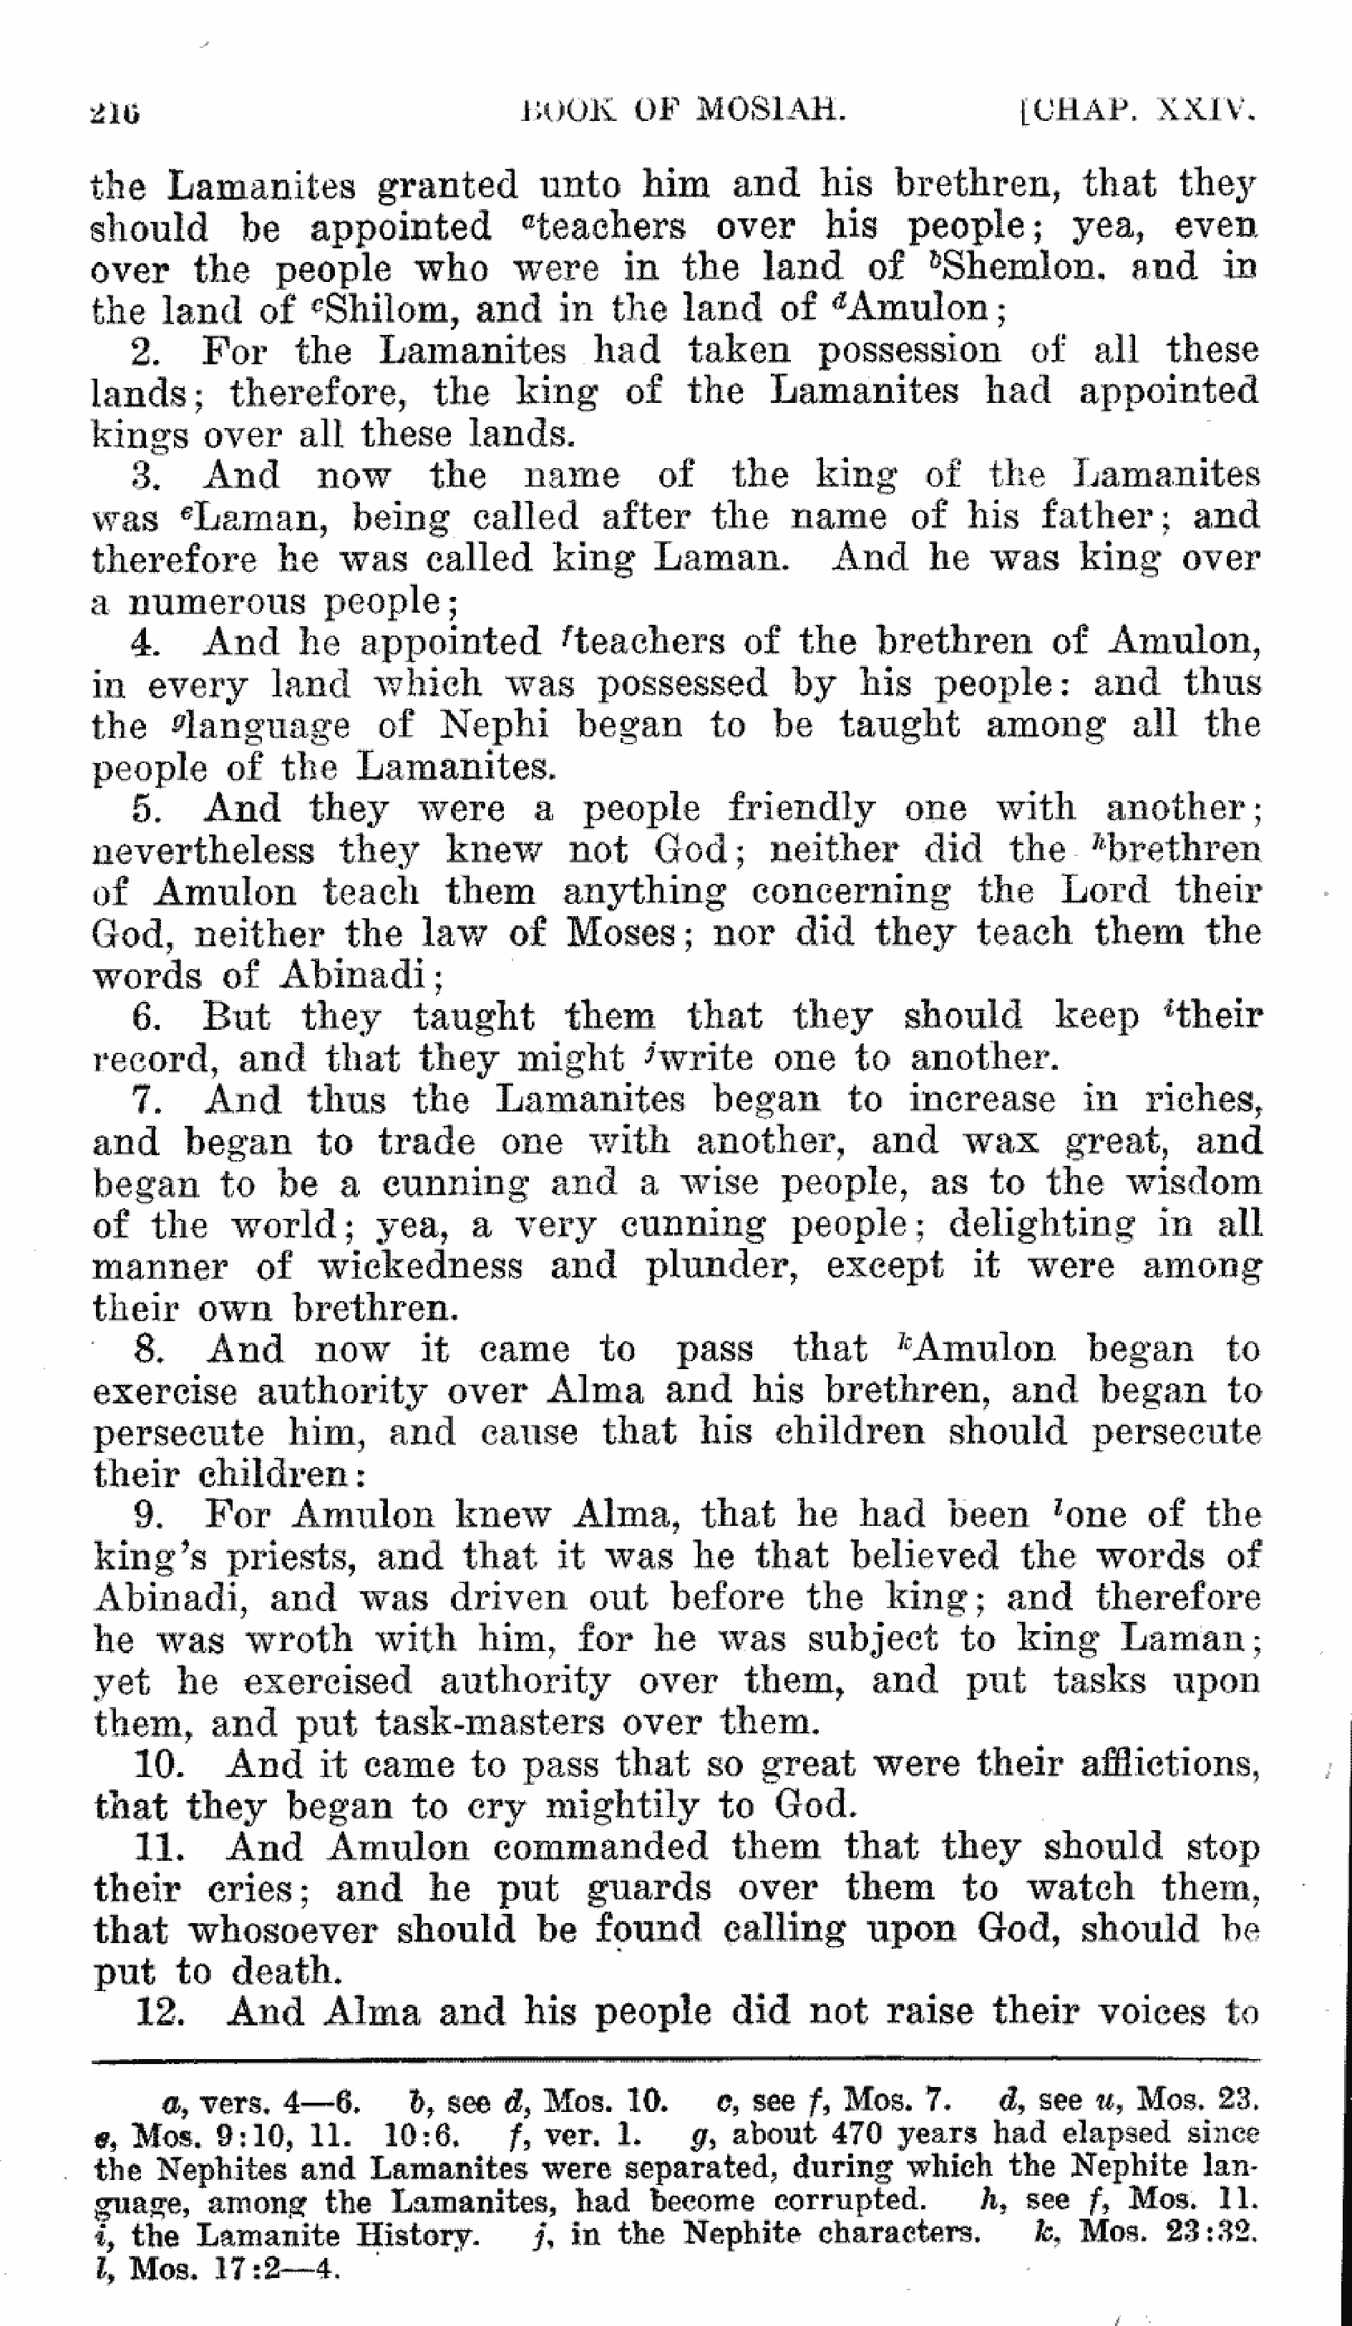 216 BOOK OF MOSIAH. [CHAP. XXIV.
the Lamanites granted unto him and his brethren, that they
should be appointed ᵃteachers over his people; yea, even
over the people who were in the land of ᵇShemlon. and in
the land of ᶜShilom, and in the land of ᵈAmulon;
2. For the Lamanites had taken possession of all these
lands; therefore, the king of the Lamanites had appointed
kings over all these lands.
3. And now the name of the king of the Lamanites
was ᵉLaman, being called after the name of his father; and
therefore he was called king Laman. And he was king over
a numerous people;
4. And he appointed ᶠteachers of the brethren of Amulon,
in every land which was possessed by his people: and thus
the ᵍlanguage of Nephi began to be taught among all the
people of the Lamanites.
5. And they were a people friendly one with another;
nevertheless they knew not God; neither did the ʰbrethren
of Amulon teach them anything concerning the Lord their
God, neither the law of Moses; nor did they teach them the
words of Abinadi;
6. But they taught them that they should keep ⁱtheir
record, and that they might ʲwrite one to another.
7. And thus the Lamanites began to increase in riches,
and began to trade one with another, and wax great, and
began to be a cunning and a wise people, as to the wisdom
of the world; yea, a very cunning people; delighting in all
manner of wickedness and plunder, except it were among
their own brethren.
8. And now it came to pass that ᵏAmulon began to
exercise authority over Alma and his brethren, and began to
persecute him, and cause that his children should persecute
their children:
9. For Amulon knew Alma, that he had been ˡone of the
king's priests, and that it was he that believed the words of
Abinadi, and was driven out before the king; and therefore
he was wroth with him, for he was subject to king Laman;
yet he exercised authority over them, and put tasks upon
them, and put task-masters over them.
10. And it came to pass that so great were their afflictions,
that they began to cry mightily to God.
11. And Amulon commanded them that they should stop
their cries; and he put guards over them to watch them,
that whosoever should be found calling upon God, should be
put to death.
12. And Alma and his people did not raise their voices to
a, vers. 4—6. b, see d, Mos. 10. c, see f, Mos. 7. d, see u, Mos. 23.
e, Mos. 9:10, 11. 10:6. f, ver. 1. g, about 470 years had elapsed since
the Nephites and Lamanites were separated, during which the Nephite lan-
guage, among the Lamanites, had become corrupted. h, see f, Mos. 11.
i, the Lamanite History. j, in the Nephite characters. k, Mos. 23:32.
l, Mos. 17:2—4.